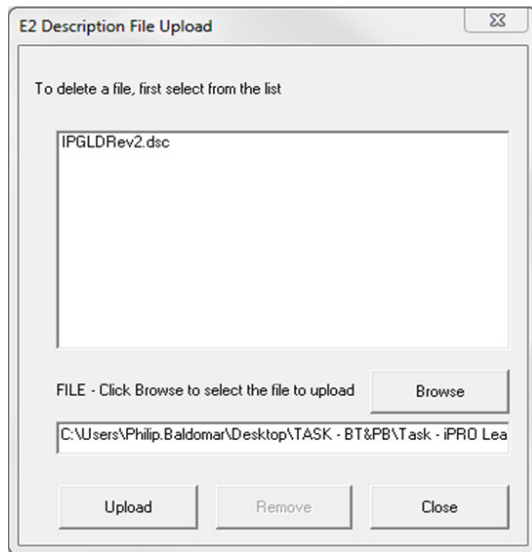 E2 Description File Upload
To delete a file, first select from the list
IPGLDRev2.dsc
FILE - Click Browse to select the file to upload
Browse
C:\Users\Philip.Baldomar\Desktop\TASK - BT&PB\Task - iPRO Lea
Upload
Remove
Close